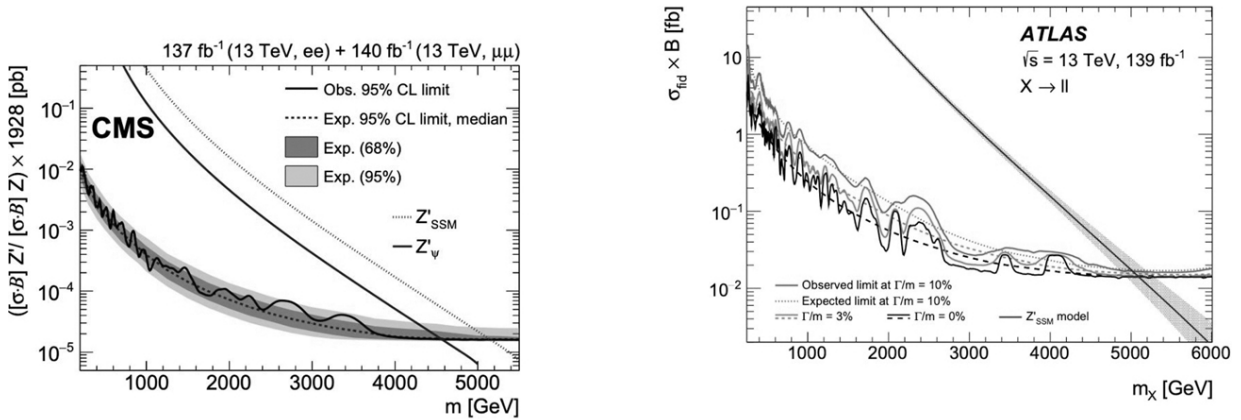 137 fb⁻¹ (13 TeV, ee) + 140 fb⁻¹ (13 TeV, μμ)
([σ·B] Z'/ [σ·B] Z) × 1928 [pb]
CMS
Obs. 95% CL limit
Exp. 95% CL limit, median
Exp. (68%)
Exp. (95%)
Z'SSM
Z'ψ
10⁻¹
10⁻²
10⁻³
10⁻⁴
10⁻⁵
1000 2000 3000 4000 5000
m [GeV]
σfid × B [fb]
ATLAS
√s = 13 TeV, 139 fb⁻¹
X → ll
10
1
10⁻¹
10⁻²
Observed limit at Γ/m = 10%
Expected limit at Γ/m = 10%
Γ/m = 3% Γ/m = 0% Z'SSM model
1000 2000 3000 4000 5000 6000
mX [GeV]